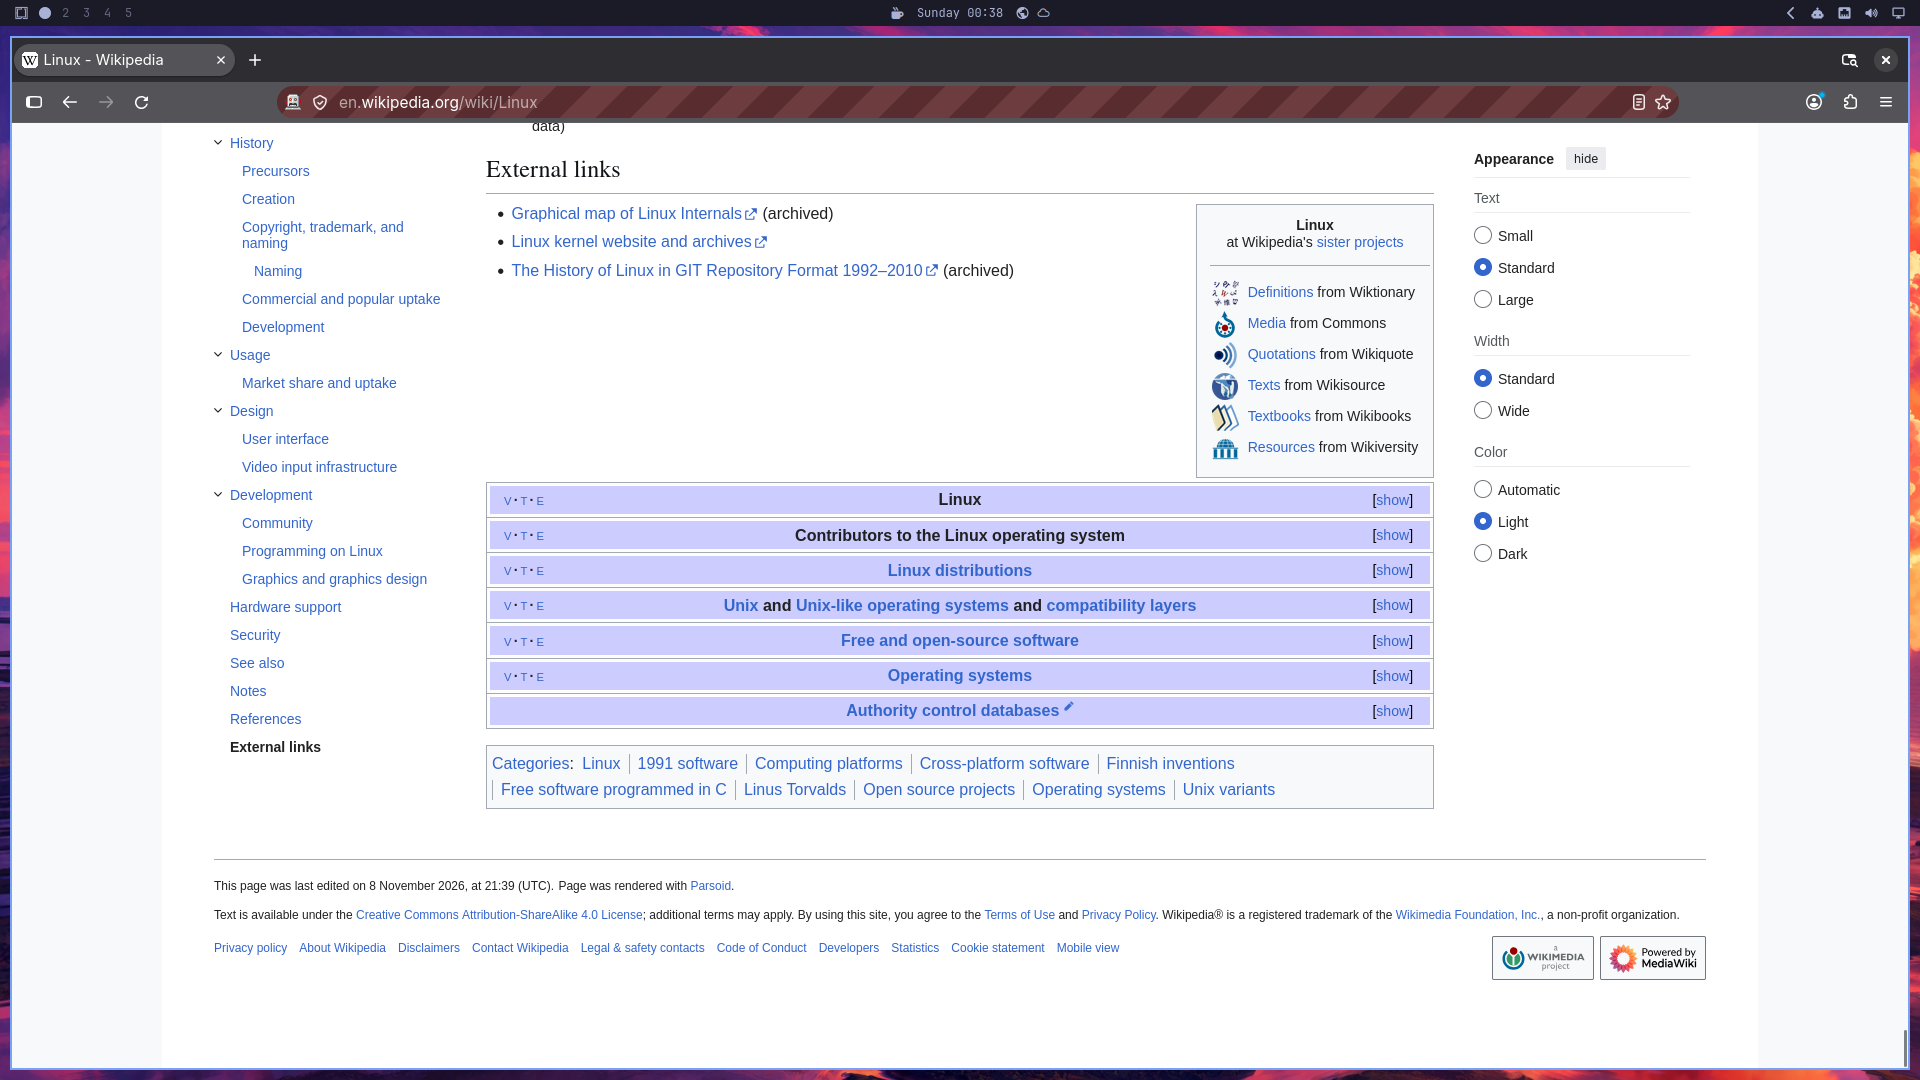 2 3 4 5
Sunday 00:38
Linux - Wikipedia
en.wikipedia.org/wiki/Linux
History
Precursors
Creation
Copyright, trademark, and
naming
Naming
Commercial and popular uptake
Development
Usage
Market share and uptake
Design
User interface
Video input infrastructure
Development
Community
Programming on Linux
Graphics and graphics design
Hardware support
Security
See also
Notes
References
External links
data)
External links
• Graphical map of Linux Internals (archived)
• Linux kernel website and archives
• The History of Linux in GIT Repository Format 1992–2010 (archived)
Linux
at Wikipedia's sister projects
Definitions from Wiktionary
Media from Commons
Quotations from Wikiquote
Texts from Wikisource
Textbooks from Wikibooks
Resources from Wikiversity
V · T · E Linux [show]
V · T · E Contributors to the Linux operating system [show]
V · T · E Linux distributions [show]
V · T · E Unix and Unix-like operating systems and compatibility layers [show]
V · T · E Free and open-source software [show]
V · T · E Operating systems [show]
Authority control databases [show]
Categories: Linux | 1991 software | Computing platforms | Cross-platform software | Finnish inventions
| Free software programmed in C | Linus Torvalds | Open source projects | Operating systems | Unix variants
Appearance hide
Text
Small
Standard
Large
Width
Standard
Wide
Color
Automatic
Light
Dark
This page was last edited on 8 November 2026, at 21:39 (UTC). Page was rendered with Parsoid.
Text is available under the Creative Commons Attribution-ShareAlike 4.0 License; additional terms may apply. By using this site, you agree to the Terms of Use and Privacy Policy. Wikipedia® is a registered trademark of the Wikimedia Foundation, Inc., a non-profit organization.
Privacy policy About Wikipedia Disclaimers Contact Wikipedia Legal & safety contacts Code of Conduct Developers Statistics Cookie statement Mobile view
a
WIKIMEDIA
project
Powered by
MediaWiki